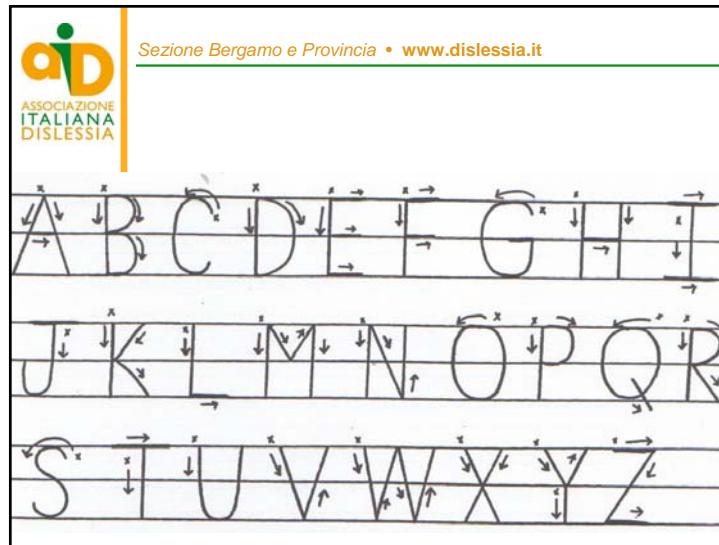 aiD
ASSOCIAZIONE
ITALIANA
DISLESSIA
Sezione Bergamo e Provincia • www.dislessia.it
A B C D E F G H I
J K L M N O P Q R
S T U V W X Y Z